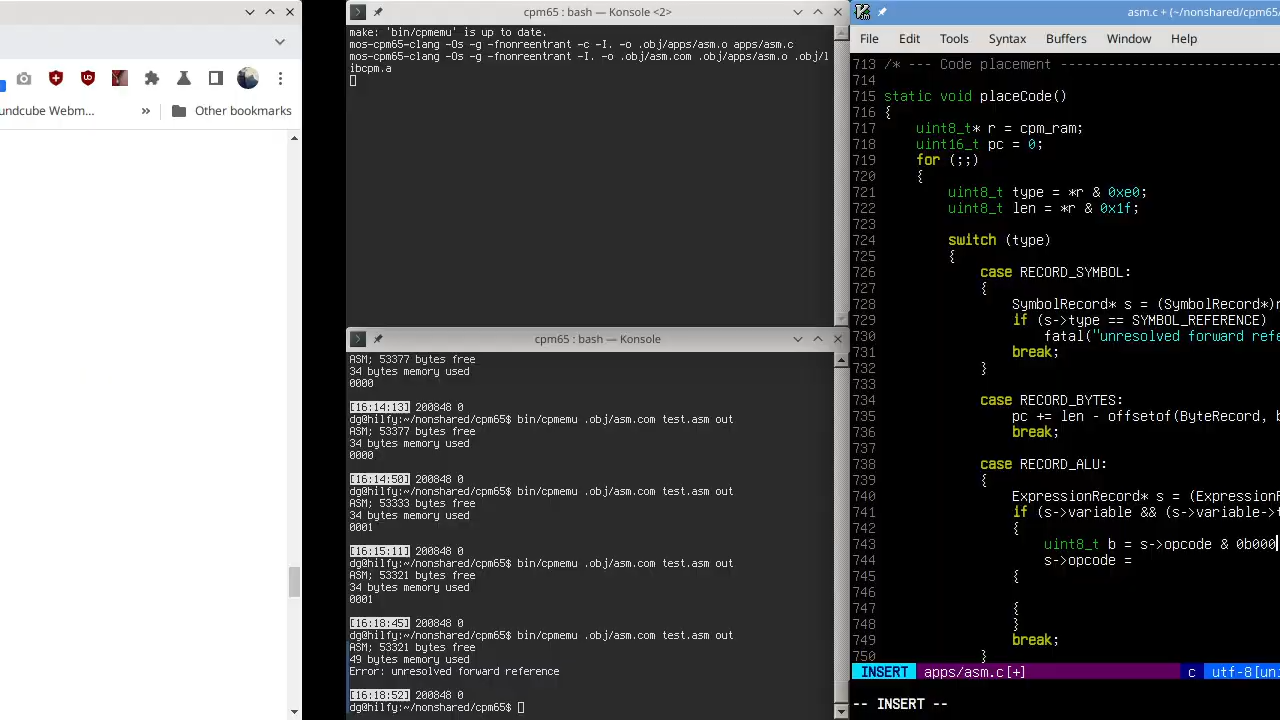 undcube Webm...
»
Other bookmarks
cpm65 : bash — Konsole <2>
make: 'bin/cpmemu' is up to date.
mos-cpm65-clang -Os -g -fnonreentrant -c -I. -o .obj/apps/asm.o apps/asm.c
mos-cpm65-clang -Os -g -fnonreentrant -I. -o .obj/asm.com .obj/apps/asm.o .obj/l
ibcpm.a
cpm65 : bash — Konsole
ASM; 53377 bytes free
34 bytes memory used
0000
[16:14:13] 200848 0
dg@hilfy:~/nonshared/cpm65$ bin/cpmemu .obj/asm.com test.asm out
ASM; 53377 bytes free
34 bytes memory used
0000
[16:14:50] 200848 0
dg@hilfy:~/nonshared/cpm65$ bin/cpmemu .obj/asm.com test.asm out
ASM; 53333 bytes free
34 bytes memory used
0001
[16:15:11] 200848 0
dg@hilfy:~/nonshared/cpm65$ bin/cpmemu .obj/asm.com test.asm out
ASM; 53321 bytes free
34 bytes memory used
0001
[16:18:45] 200848 0
dg@hilfy:~/nonshared/cpm65$ bin/cpmemu .obj/asm.com test.asm out
ASM; 53321 bytes free
49 bytes memory used
Error: unresolved forward reference
[16:18:52] 200848 0
dg@hilfy:~/nonshared/cpm65$
asm.c + (~/nonshared/cpm65/
File Edit Tools Syntax Buffers Window Help
713 /* --- Code placement ----------------------------
714
715 static void placeCode()
716 {
717     uint8_t* r = cpm_ram;
718     uint16_t pc = 0;
719     for (;;)
720     {
721         uint8_t type = *r & 0xe0;
722         uint8_t len = *r & 0x1f;
723
724         switch (type)
725         {
726             case RECORD_SYMBOL:
727             {
728                 SymbolRecord* s = (SymbolRecord*)r
729                 if (s->type == SYMBOL_REFERENCE)
730                     fatal("unresolved forward refe
731                 break;
732             }
733
734             case RECORD_BYTES:
735                 pc += len - offsetof(ByteRecord, b
736                 break;
737
738             case RECORD_ALU:
739             {
740                 ExpressionRecord* s = (ExpressionR
741                 if (s->variable && (s->variable->t
742                 {
743                     uint8_t b = s->opcode & 0b000
744                     s->opcode =
745                 {
746
747                 {
748                 }
749                 break;
750             }
INSERT apps/asm.c[+] c utf-8[uni
-- INSERT --